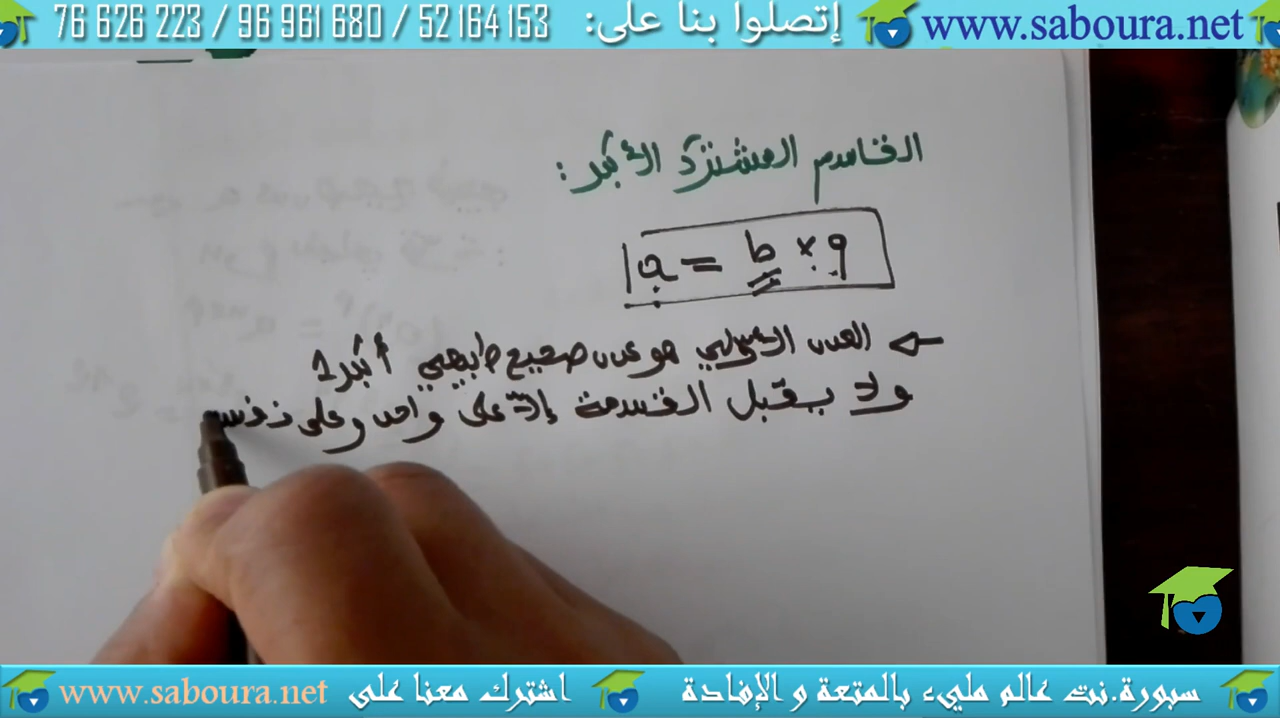 76 626 223 / 96 961 680 / 52 164 153 إتصلوا بنا على: www.saboura.net
القاسم المشترك الأكبر :
a = b × q
العدد الأولي هو عدد صحيح طبيعي أكبر 1
ولا يقبل القسمة إلاّ على واحد وعلى نفس
سبورة.نت عالم مليء بالمتعة و الإفادة اشترك معنا على www.saboura.net